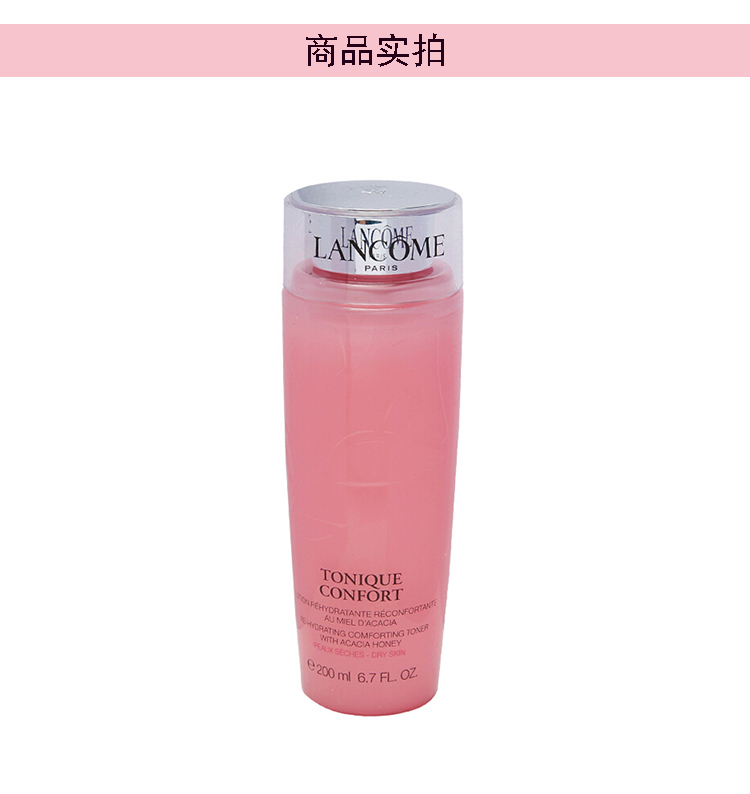 商品实拍
LANCOME
LANCÔME
PARIS
TONIQUE
CONFORT
LOTION RÉHYDRATANTE RÉCONFORTANTE
AU MIEL D'ACACIA
RE-HYDRATING COMFORTING TONER
WITH ACACIA HONEY
PEAUX SÈCHES - DRY SKIN
℮ 200 ml 6.7 FL. OZ.